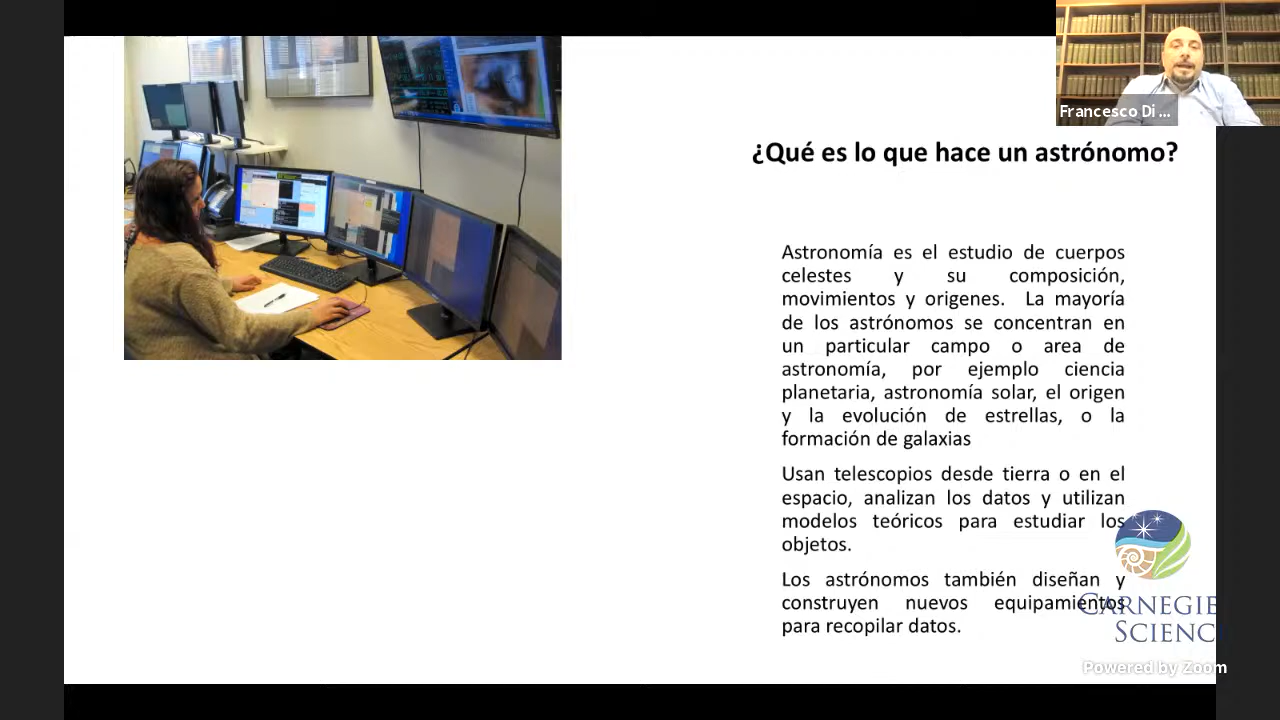 Francesco Di ...
¿Qué es lo que hace un astrónomo?
Astronomía es el estudio de cuerpos
celestes y su composición,
movimientos y origenes. La mayoría
de los astrónomos se concentran en
un particular campo o area de
astronomía, por ejemplo ciencia
planetaria, astronomía solar, el origen
y la evolución de estrellas, o la
formación de galaxias
Usan telescopios desde tierra o en el
espacio, analizan los datos y utilizan
modelos teóricos para estudiar los
objetos.
Los astrónomos también diseñan y
construyen nuevos equipamientos
para recopilar datos.
CARNEGIE
SCIENC
Powered by Zoom